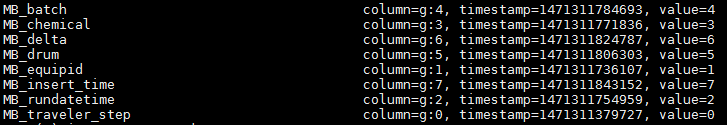 MB_batch column=g:4, timestamp=1471311784693, value=4
MB_chemical column=g:3, timestamp=1471311771836, value=3
MB_delta column=g:6, timestamp=1471311824787, value=6
MB_drum column=g:5, timestamp=1471311806303, value=5
MB_equipid column=g:1, timestamp=1471311736107, value=1
MB_insert_time column=g:7, timestamp=1471311843152, value=7
MB_rundatetime column=g:2, timestamp=1471311754959, value=2
MB_traveler_step column=g:0, timestamp=1471311379727, value=0